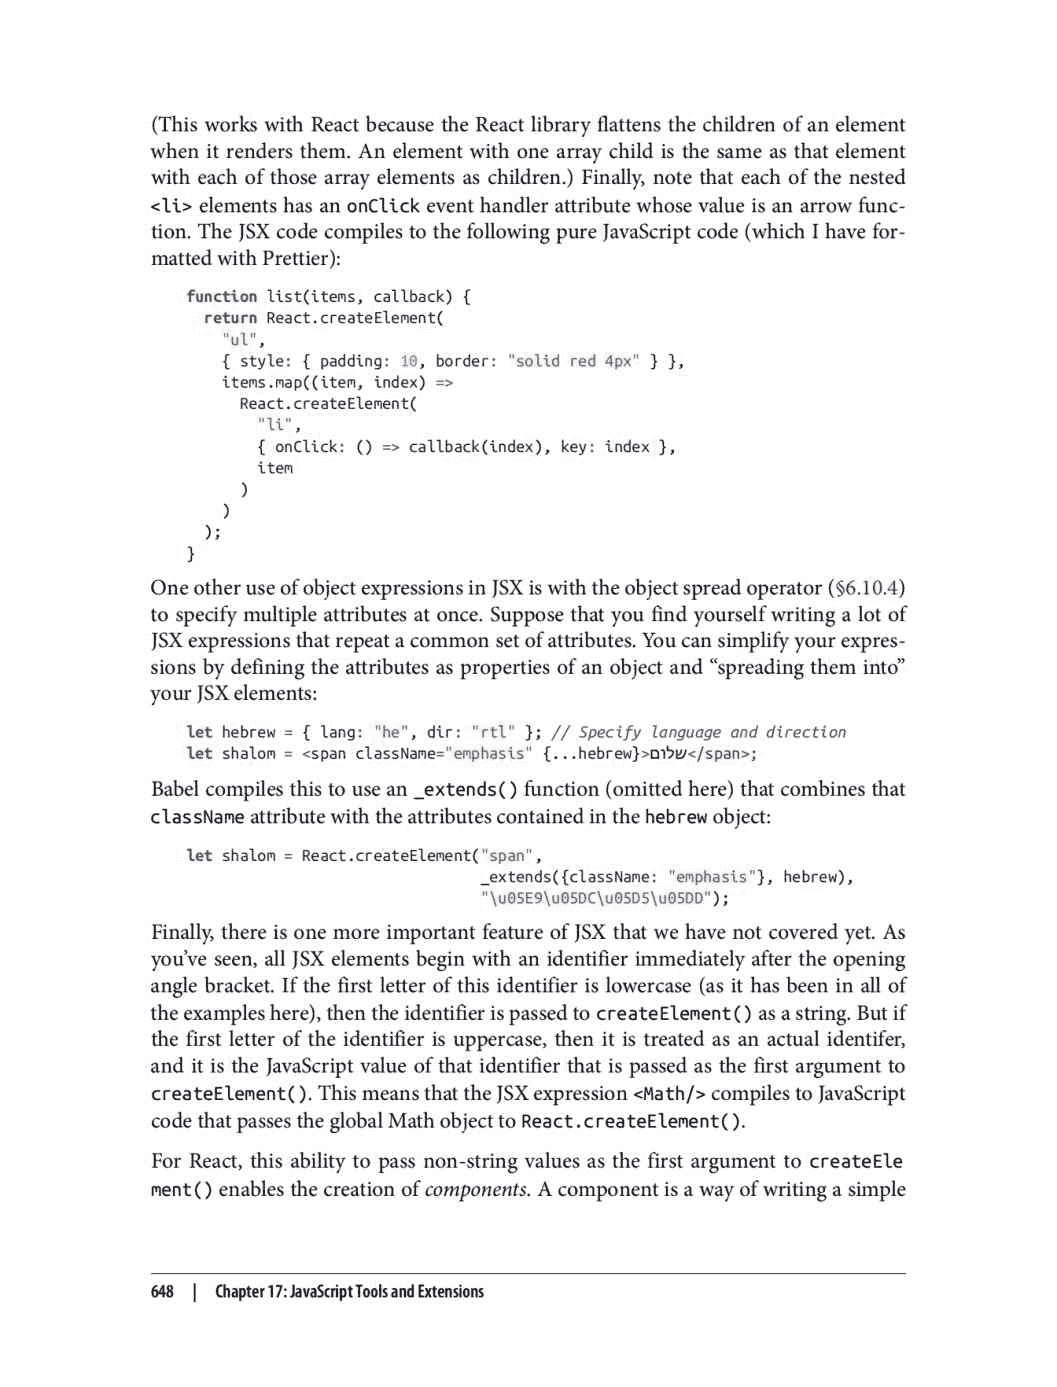 (This works with React because the React library flattens the children of an element
when it renders them. An element with one array child is the same as that element
with each of those array elements as children.) Finally, note that each of the nested
<li> elements has an onClick event handler attribute whose value is an arrow func-
tion. The JSX code compiles to the following pure JavaScript code (which I have for-
matted with Prettier):
function list(items, callback) {
  return React.createElement(
    "ul",
    { style: { padding: 10, border: "solid red 4px" } },
    items.map((item, index) =>
      React.createElement(
        "li",
        { onClick: () => callback(index), key: index },
        item
      )
    )
  );
}
One other use of object expressions in JSX is with the object spread operator (§6.10.4)
to specify multiple attributes at once. Suppose that you find yourself writing a lot of
JSX expressions that repeat a common set of attributes. You can simplify your expres-
sions by defining the attributes as properties of an object and “spreading them into”
your JSX elements:
let hebrew = { lang: "he", dir: "rtl" }; // Specify language and direction
let shalom = <span className="emphasis" {...hebrew}>שלום</span>;
Babel compiles this to use an _extends() function (omitted here) that combines that
className attribute with the attributes contained in the hebrew object:
let shalom = React.createElement("span",
                                 _extends({className: "emphasis"}, hebrew),
                                 "\u05E9\u05DC\u05D5\u05DD");
Finally, there is one more important feature of JSX that we have not covered yet. As
you’ve seen, all JSX elements begin with an identifier immediately after the opening
angle bracket. If the first letter of this identifier is lowercase (as it has been in all of
the examples here), then the identifier is passed to createElement() as a string. But if
the first letter of the identifier is uppercase, then it is treated as an actual identifer,
and it is the JavaScript value of that identifier that is passed as the first argument to
createElement(). This means that the JSX expression <Math/> compiles to JavaScript
code that passes the global Math object to React.createElement().
For React, this ability to pass non-string values as the first argument to createEle
ment() enables the creation of components. A component is a way of writing a simple
648 | Chapter 17: JavaScript Tools and Extensions